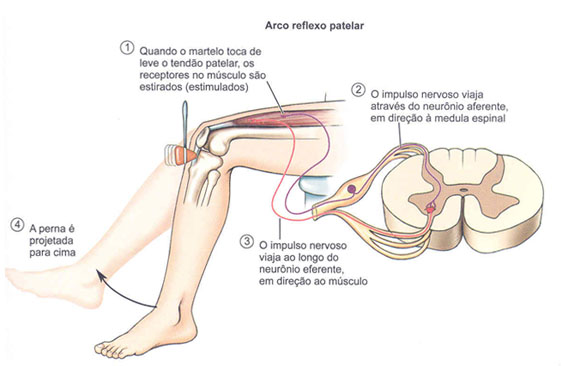 Arco reflexo patelar
1 Quando o martelo toca de
leve o tendão patelar, os
receptores no músculo são
estirados (estimulados)
2 O impulso nervoso viaja
através do neurônio aferente,
em direção à medula espinal
3 O impulso nervoso
viaja ao longo do
neurônio eferente,
em direção ao músculo
4 A perna é
projetada
para cima